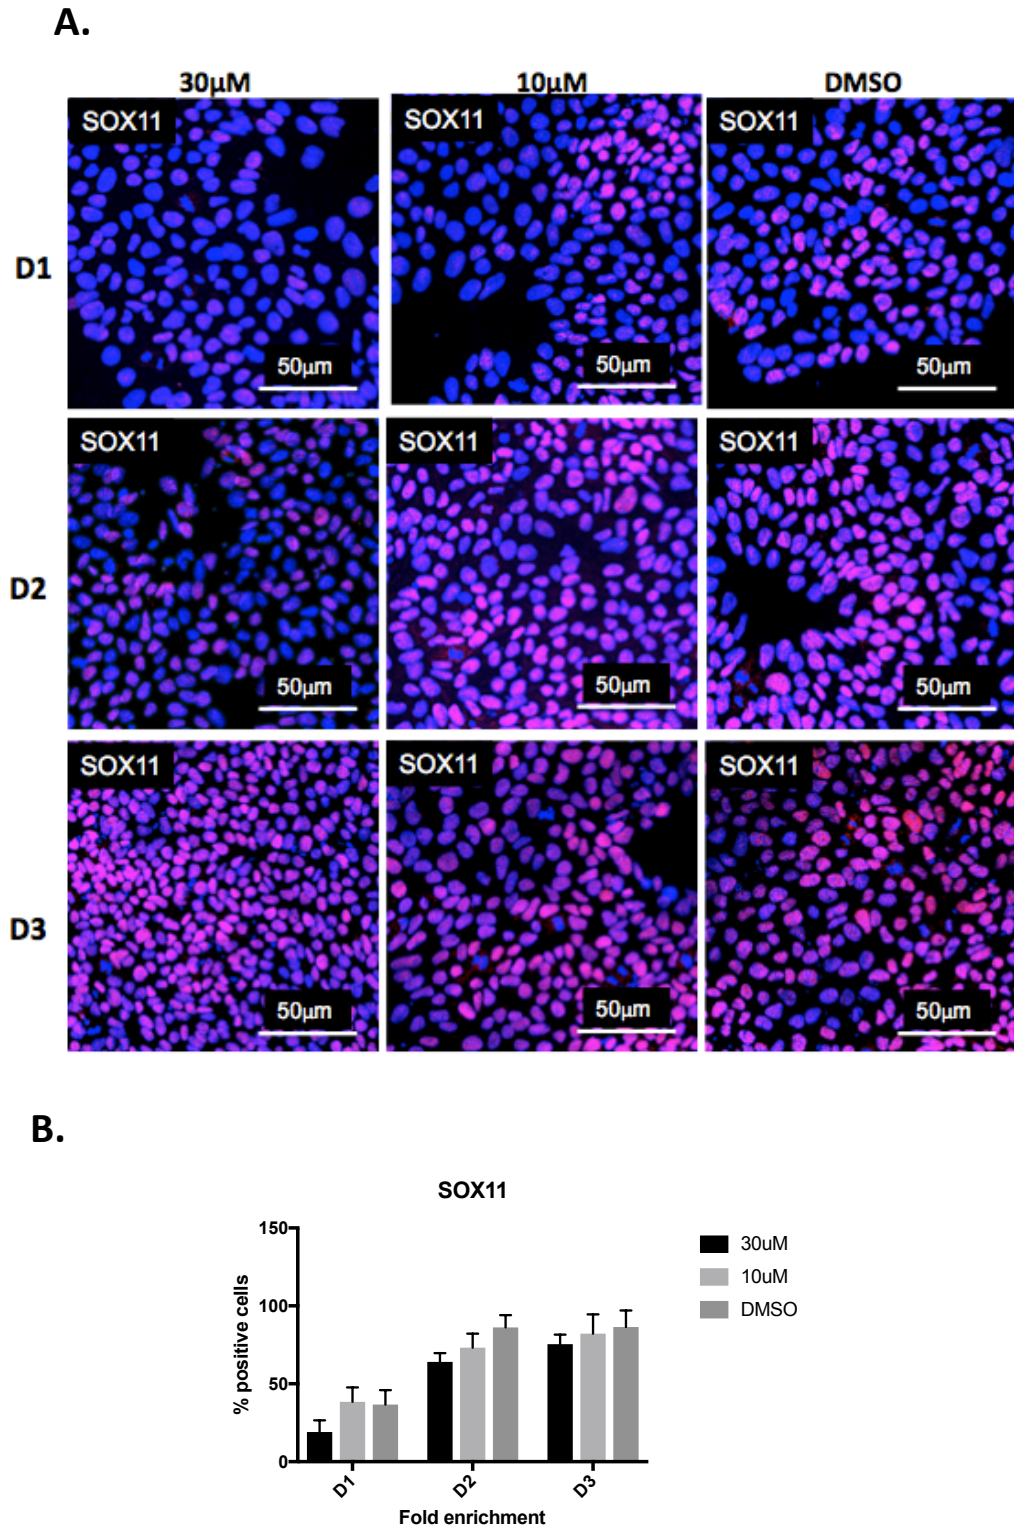 A.
30μM
10μM
DMSO
SOX11
SOX11
SOX11
D1
50μm
50μm
50μm
SOX11
SOX11
SOX11
D2
50μm
50μm
50μm
SOX11
SOX11
SOX11
D3
50μm
50μm
50μm
B.
SOX11
150
100
50
0
% positive cells
D1
D2
D3
Fold enrichment
30uM
10uM
DMSO